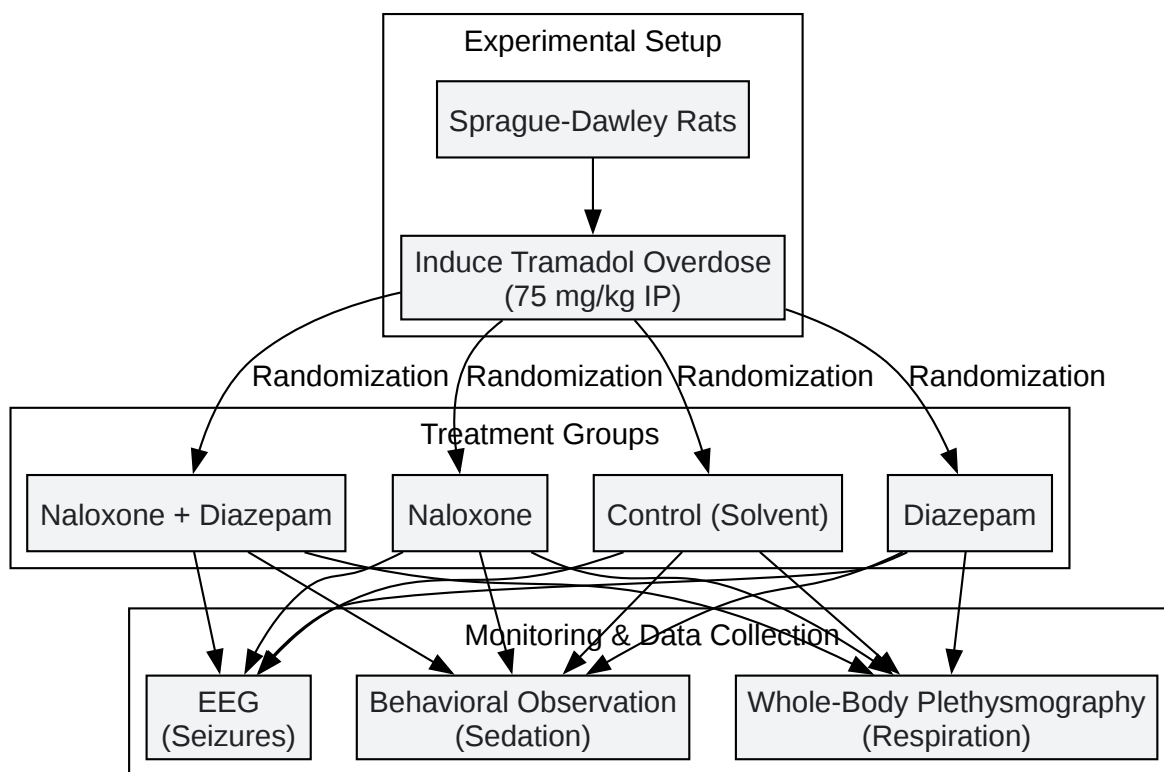 Experimental Setup
Sprague-Dawley Rats
Induce Tramadol Overdose
(75 mg/kg IP)
Randomization
Randomization
Randomization
Randomization
Treatment Groups
Naloxone + Diazepam
Naloxone
Control (Solvent)
Diazepam
Monitoring & Data Collection
EEG
(Seizures)
Behavioral Observation
(Sedation)
Whole-Body Plethysmography
(Respiration)